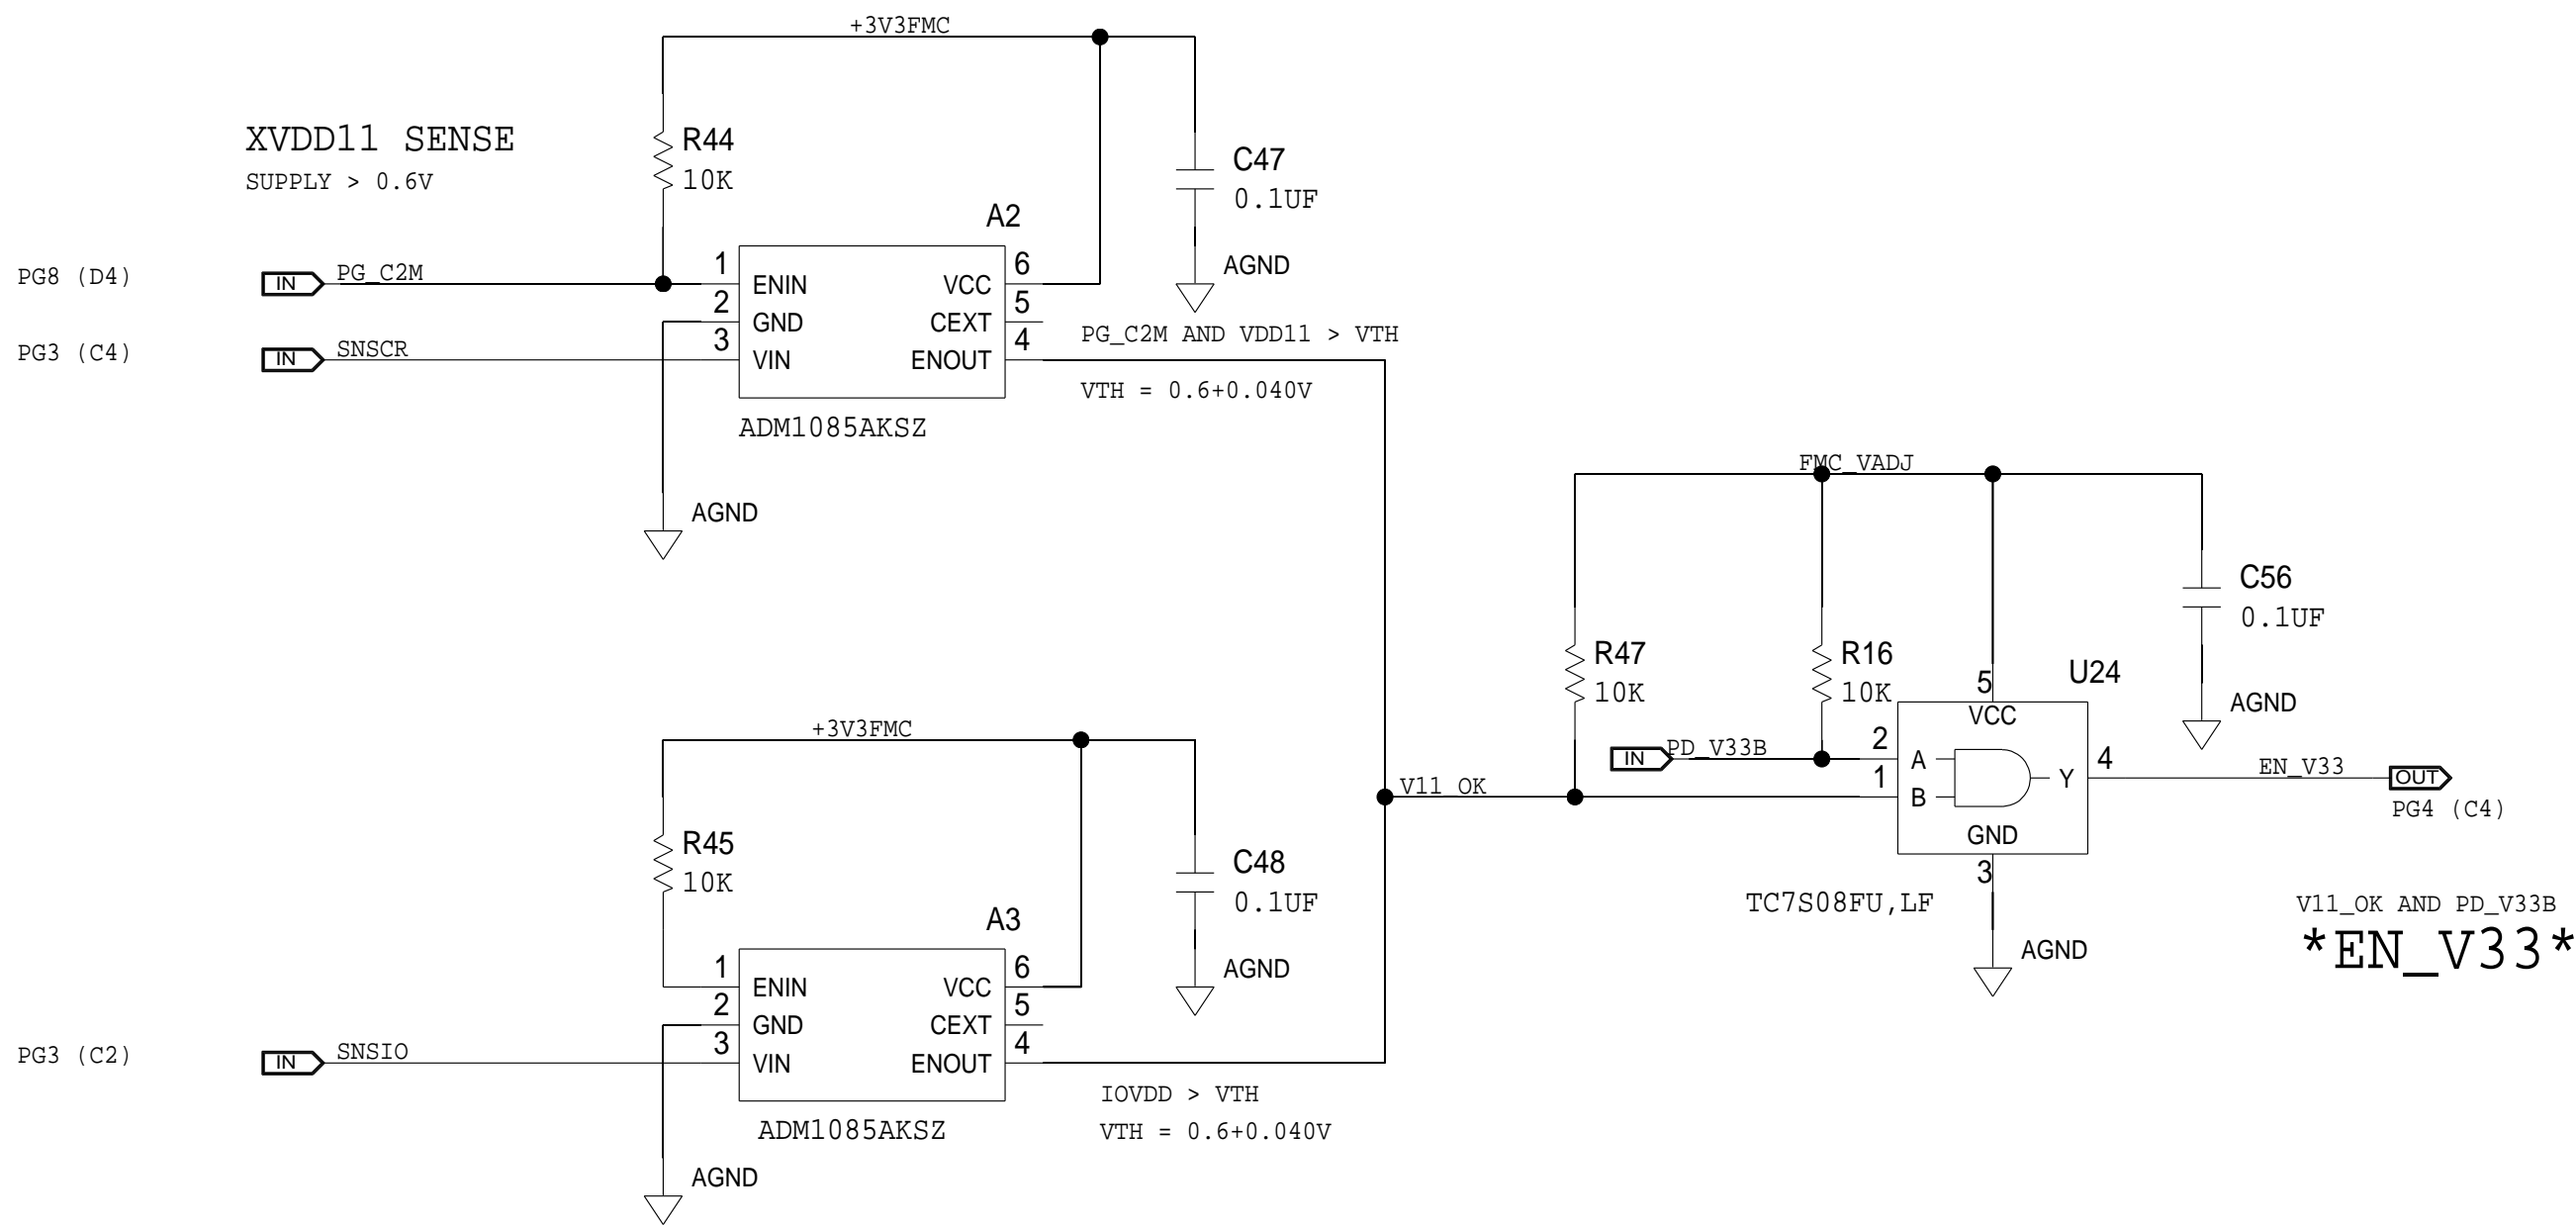 +3V3FMC
XVDD11 SENSE
SUPPLY > 0.6V
R44
10K
C47
0.1UF
AGND
A2
PG8 (D4)
IN
PG_C2M
1
ENIN
VCC
6
2
GND
CEXT
5
PG3 (C4)
IN
SNSCR
3
VIN
ENOUT
4
PG_C2M AND VDD11 > VTH
VTH = 0.6+0.040V
ADM1085AKSZ
AGND
FMC_VADJ
C56
0.1UF
AGND
R47
10K
R16
10K
U24
5
VCC
IN
PD_V33B
2
A
1
B
Y
4
EN_V33
OUT
PG4 (C4)
V11_OK
GND
3
TC7S08FU,LF
AGND
V11_OK AND PD_V33B
*EN_V33*
+3V3FMC
R45
10K
C48
0.1UF
AGND
A3
1
ENIN
VCC
6
2
GND
CEXT
5
PG3 (C2)
IN
SNSIO
3
VIN
ENOUT
4
IOVDD > VTH
VTH = 0.6+0.040V
ADM1085AKSZ
AGND